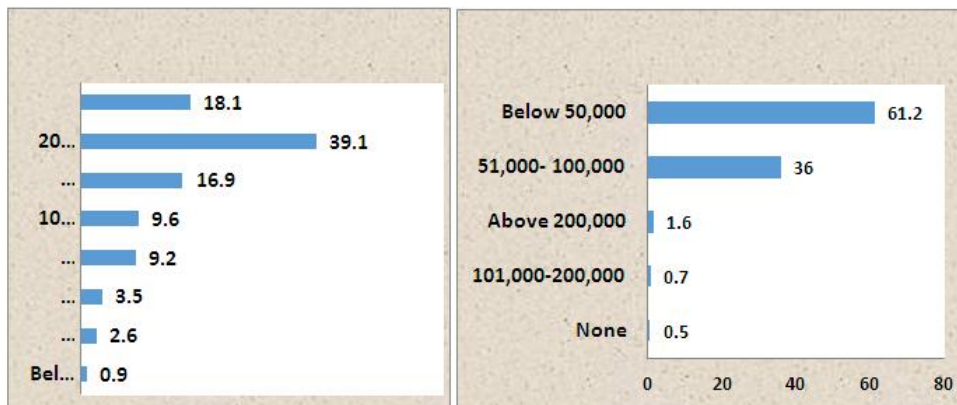 18.1
20... 39.1
... 16.9
10... 9.6
... 9.2
... 3.5
... 2.6
Bel... 0.9
Below 50,000 61.2
51,000- 100,000 36
Above 200,000 1.6
101,000-200,000 0.7
None 0.5
0 20 40 60 80